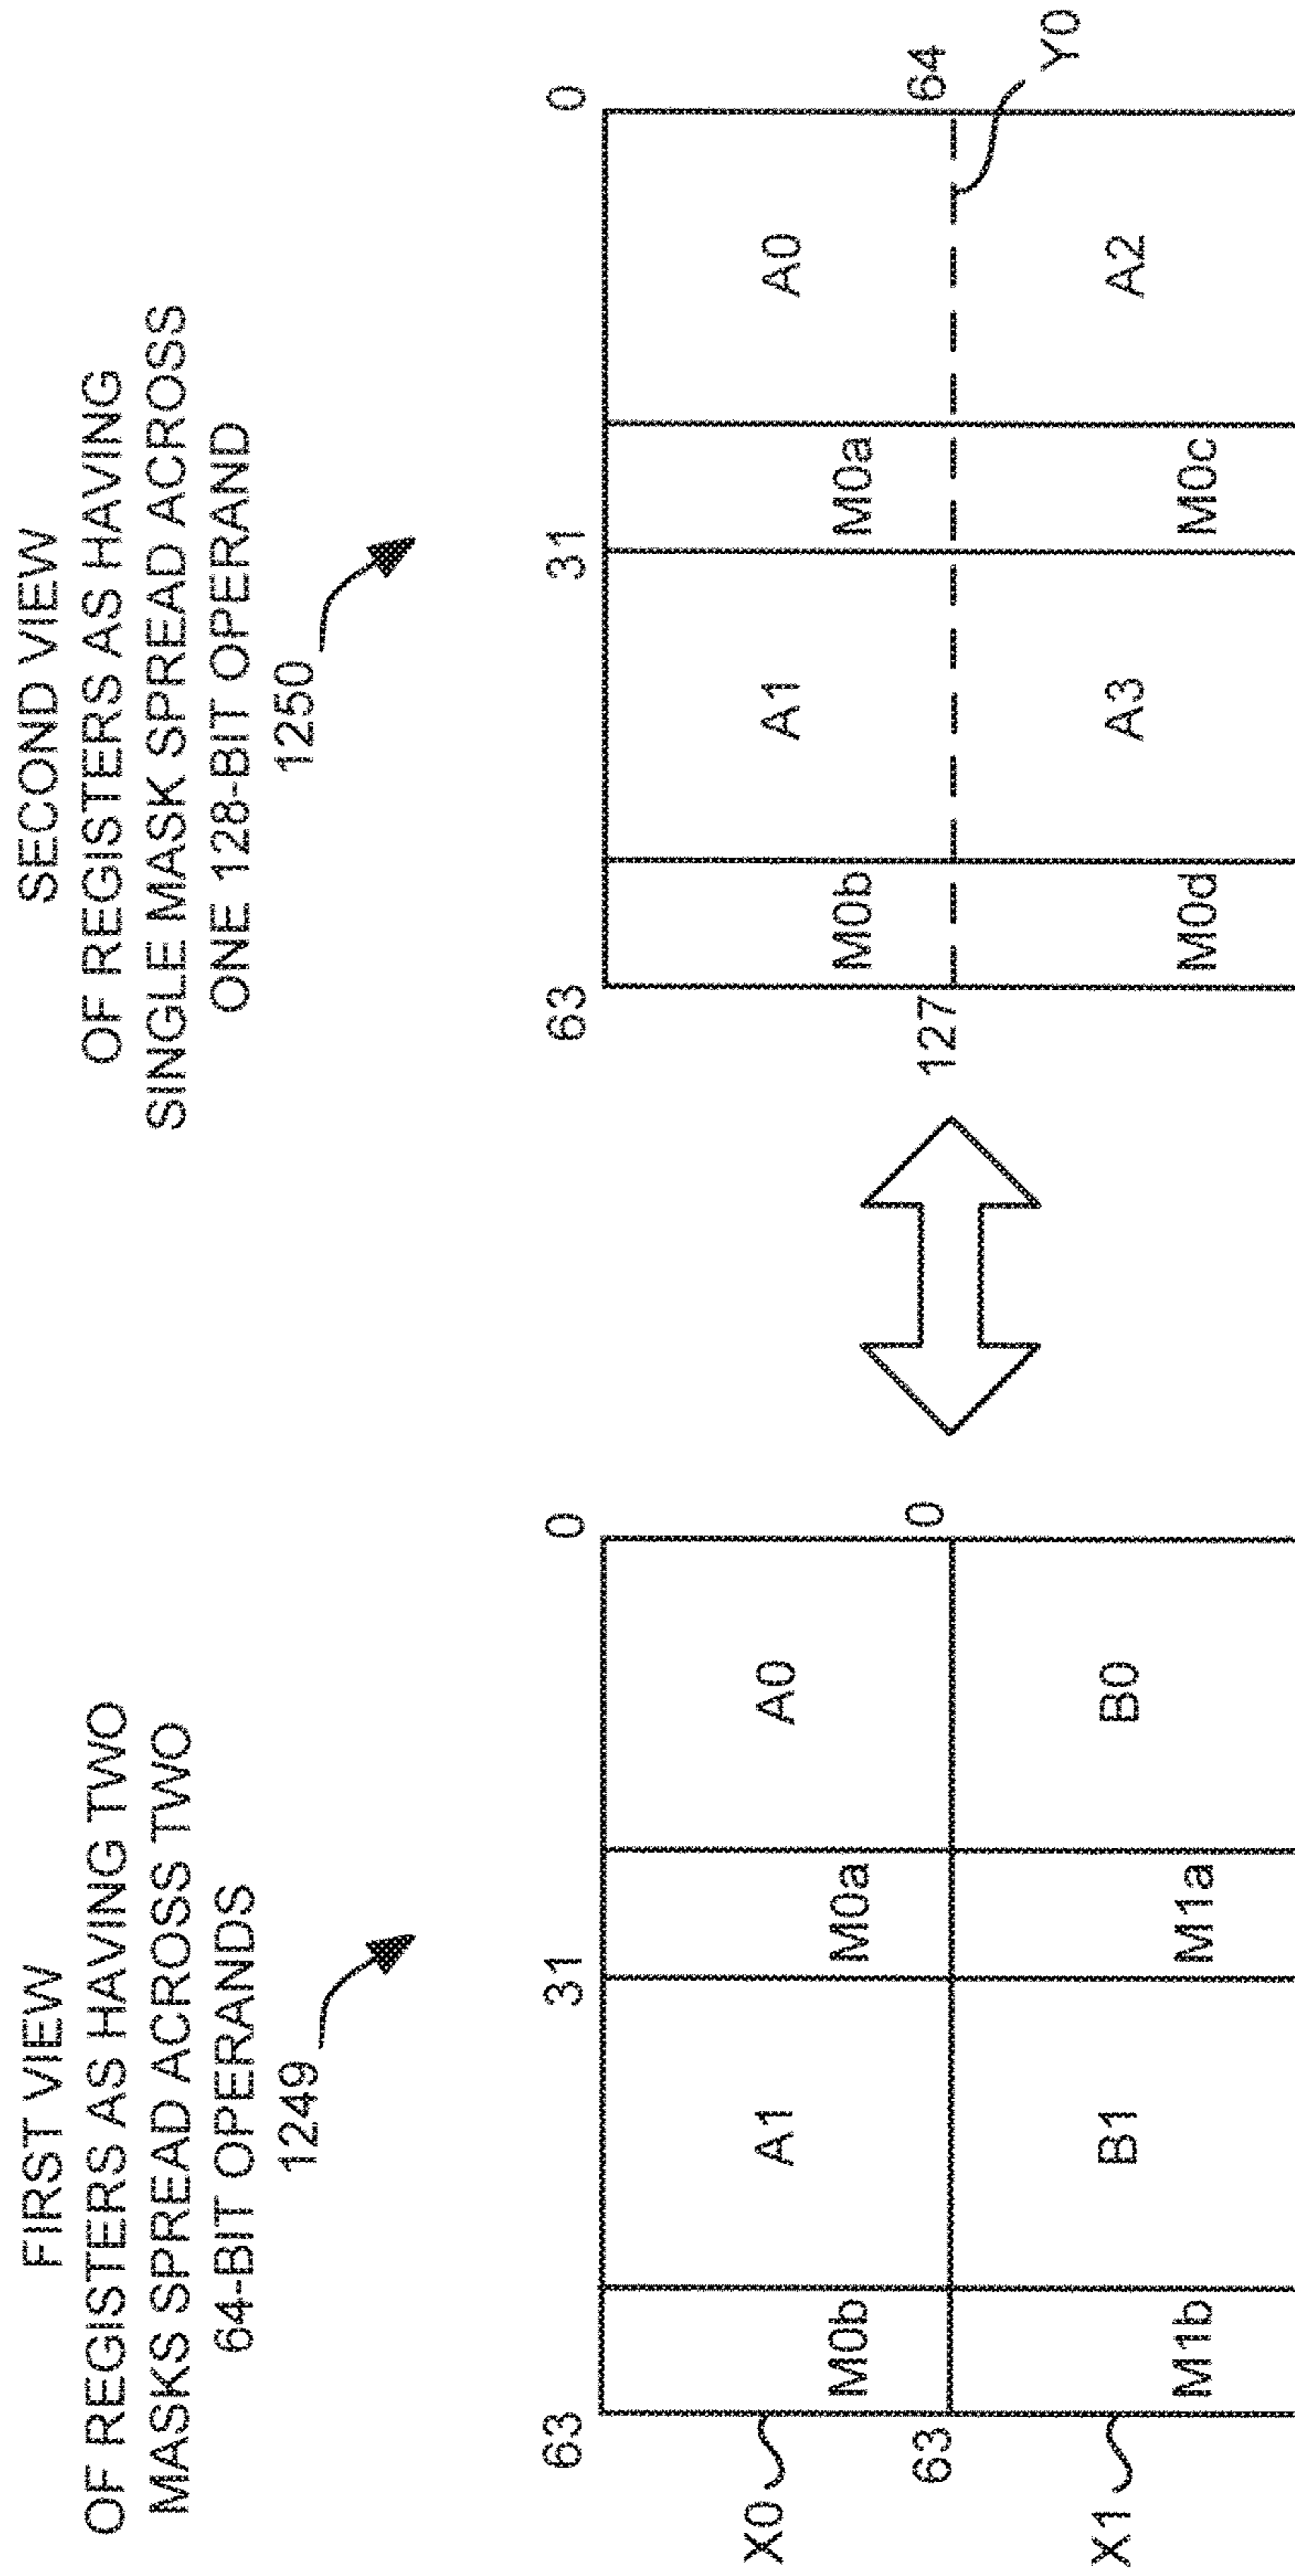 FIRST VIEW
OF REGISTERS AS HAVING TWO
MASKS SPREAD ACROSS TWO
64-BIT OPERANDS
1249
63
31
0
X0
M0b
A1
M0a
A0
63
0
X1
M1b
B1
M1a
B0
SECOND VIEW
OF REGISTERS AS HAVING
SINGLE MASK SPREAD ACROSS
ONE 128-BIT OPERAND
1250
63
31
0
M0b
A1
M0a
A0
127
64
M0d
A3
M0c
A2
Y0